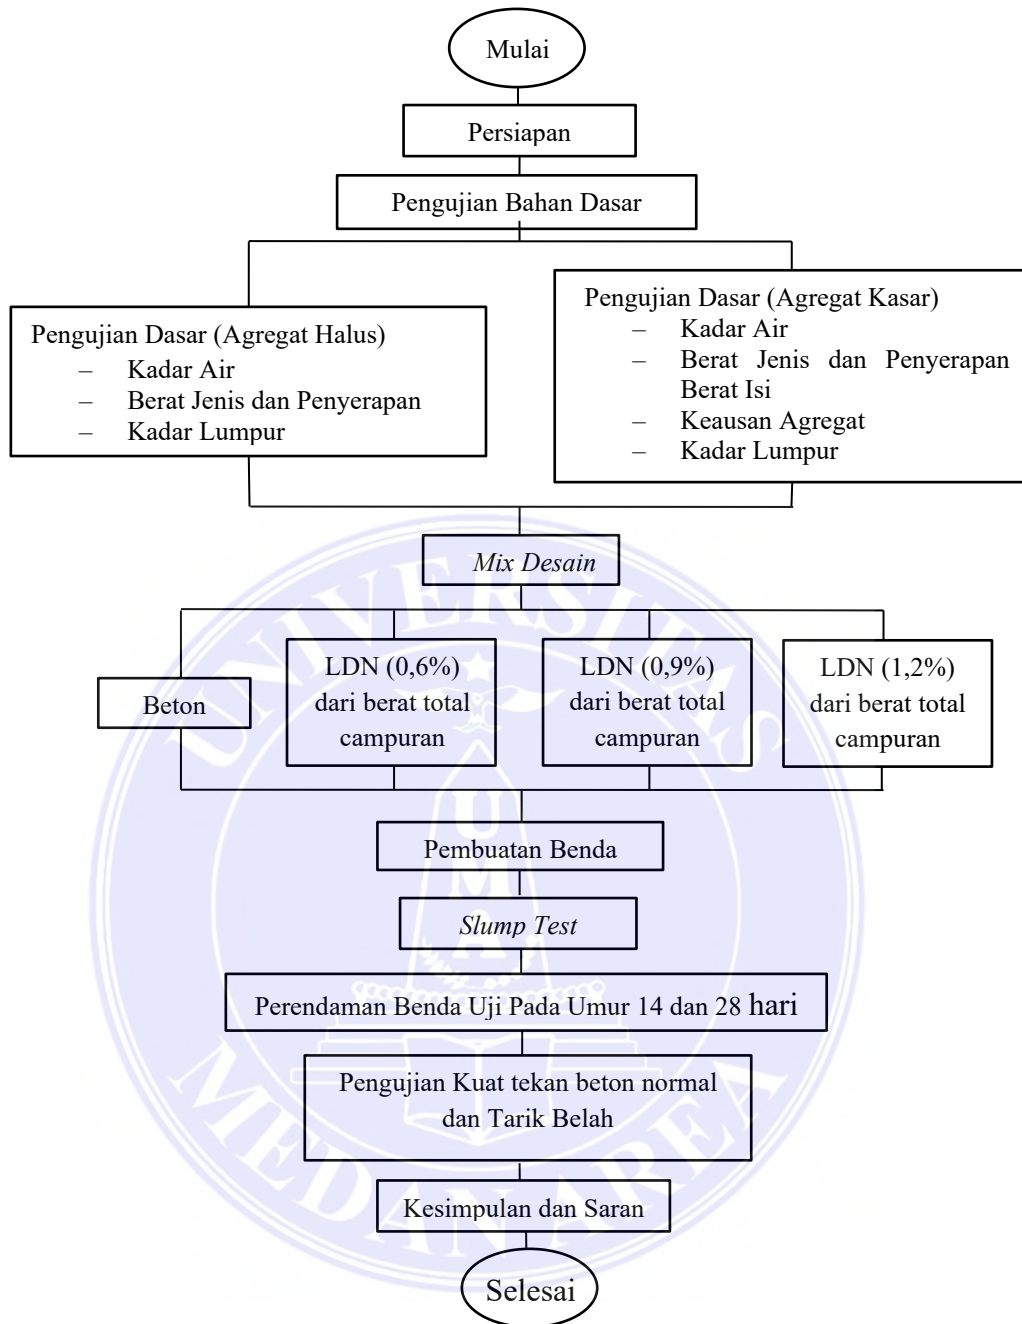 Mulai
Persiapan
Pengujian Bahan Dasar
Pengujian Dasar (Agregat Halus)
– Kadar Air
– Berat Jenis dan Penyerapan
– Kadar Lumpur
Pengujian Dasar (Agregat Kasar)
– Kadar Air
– Berat Jenis dan Penyerapan
Berat Isi
– Keausan Agregat
– Kadar Lumpur
Mix Desain
Beton
LDN (0,6%)
dari berat total
campuran
LDN (0,9%)
dari berat total
campuran
LDN (1,2%)
dari berat total
campuran
Pembuatan Benda
Slump Test
Perendaman Benda Uji Pada Umur 14 dan 28 hari
Pengujian Kuat tekan beton normal
dan Tarik Belah
Kesimpulan dan Saran
Selesai
UNIVERSITAS
UMA
MEDAN AREA